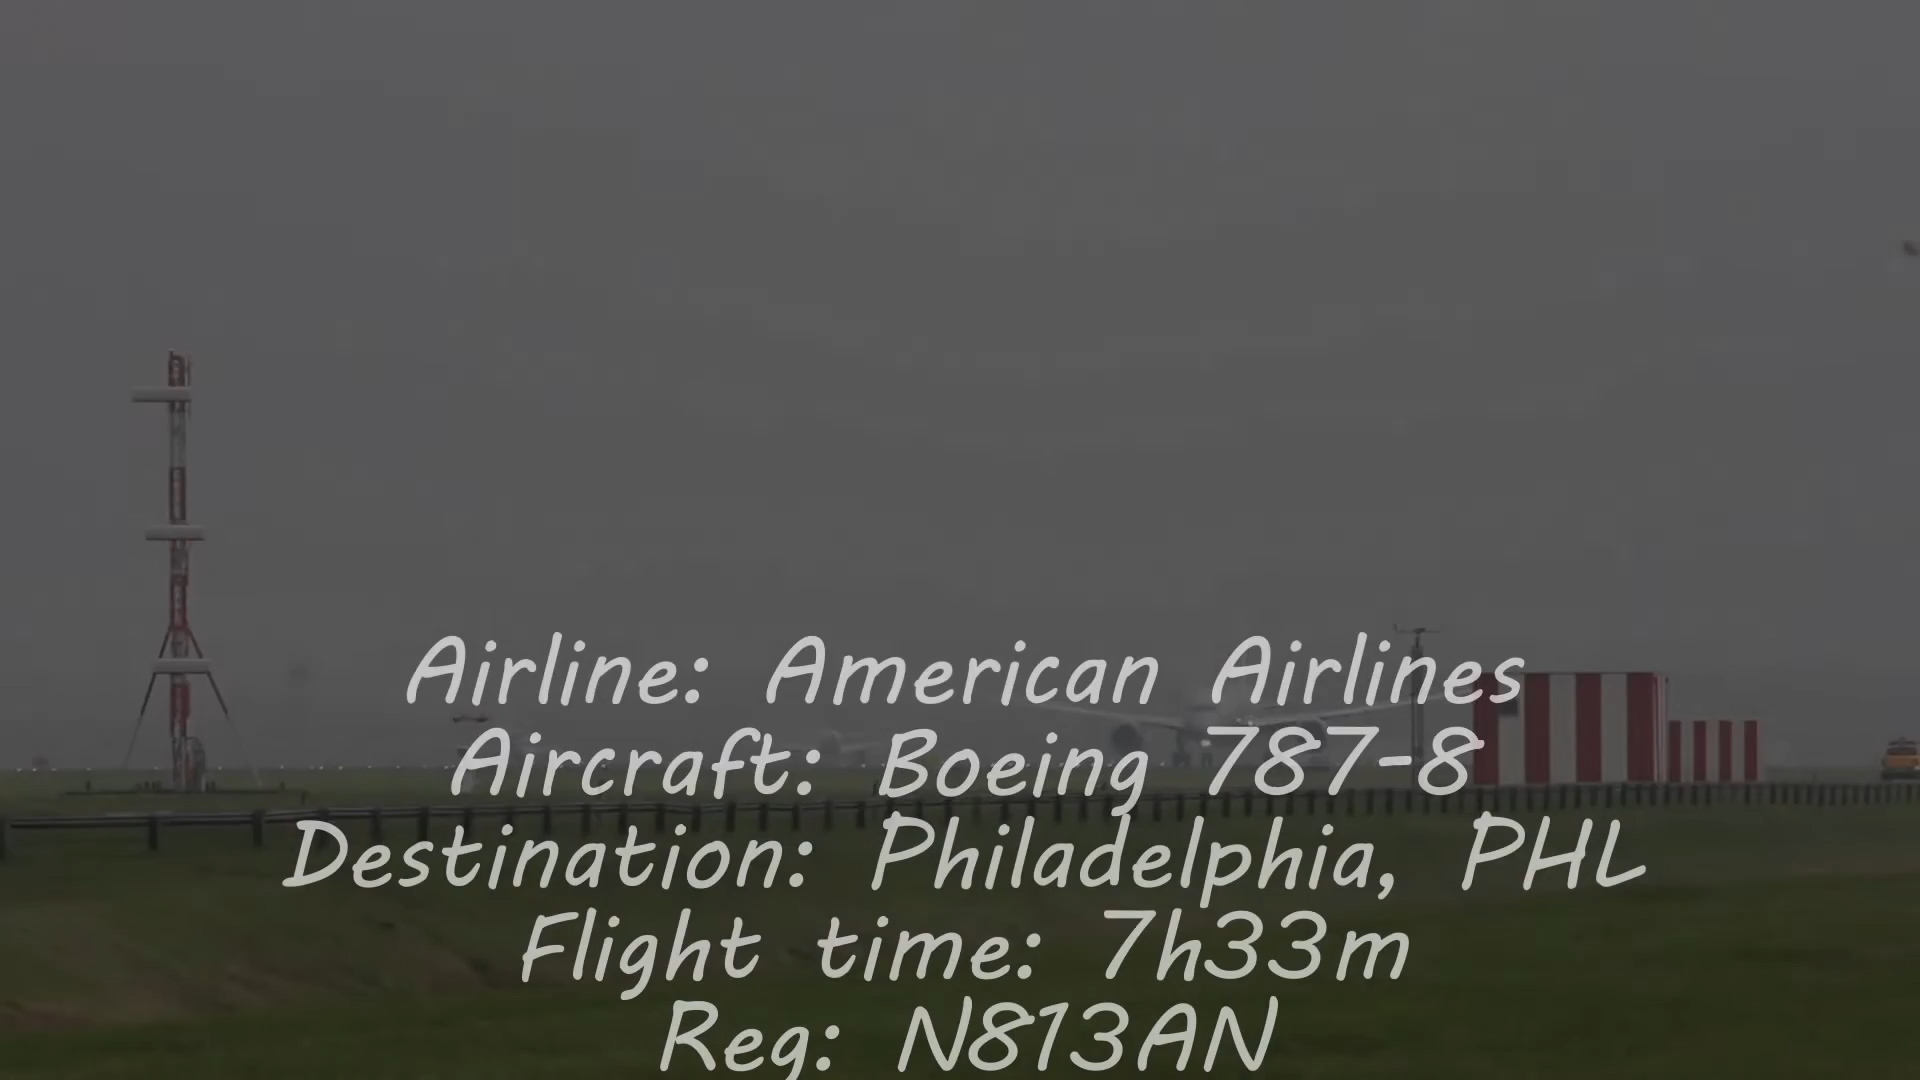 Airline: American Airlines
Aircraft: Boeing 787-8
Destination: Philadelphia, PHL
Flight time: 7h33m
Reg: N813AN